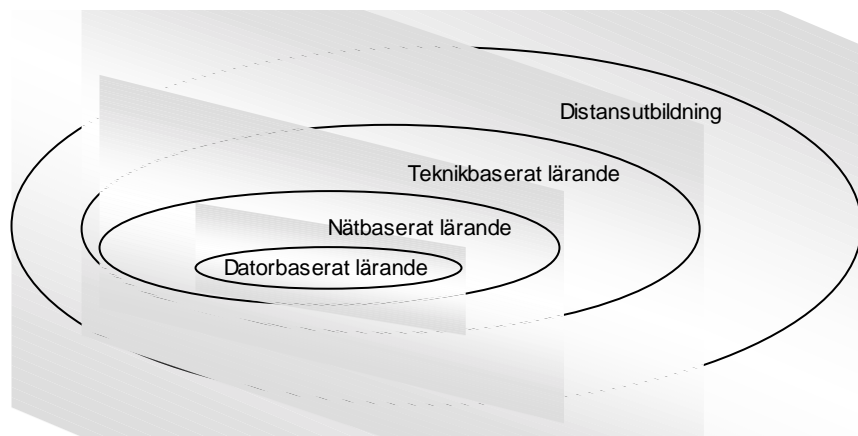 Distansutbildning
Teknikbaserat lärande
Nätbaserat lärande
Datorbaserat lärande